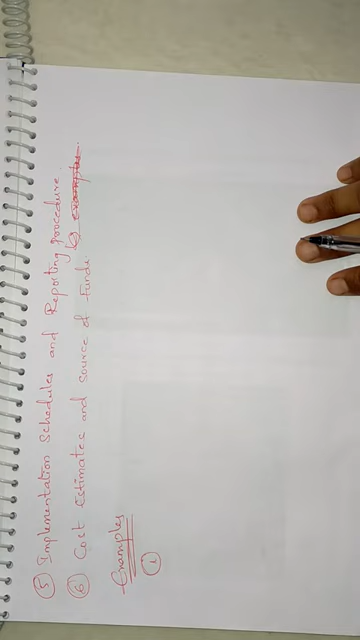 ⑤ Implementation Schedules and Reporting procedure.
⑥ Cost Estimates and source of funds
Examples
①